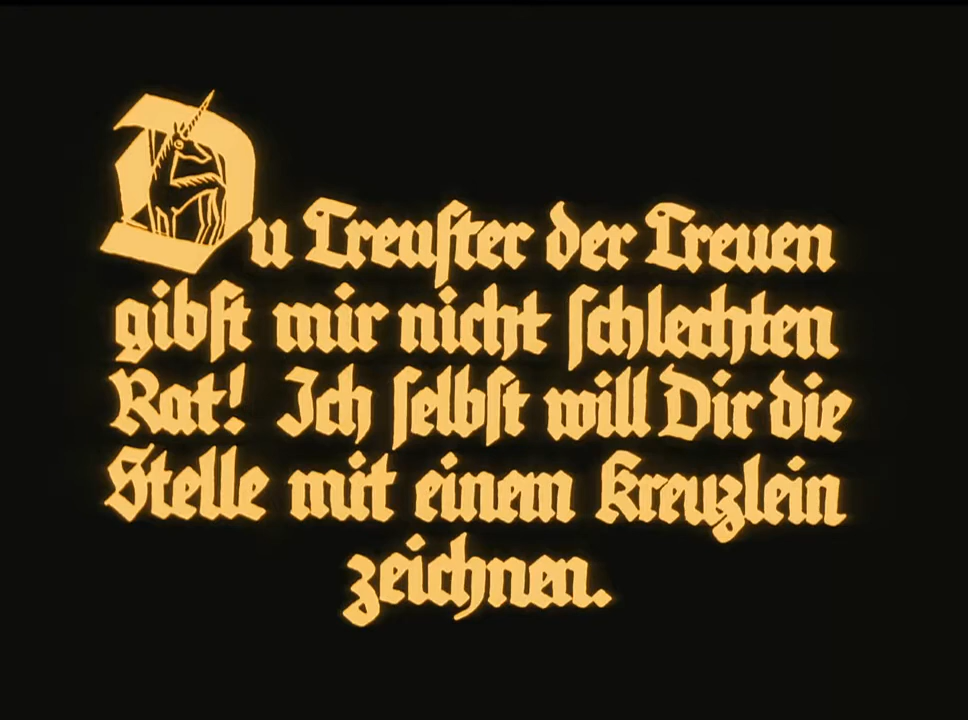 Du Treuſter der Treuen
gibſt mir nicht ſchlechten
Rat! Ich ſelbſt will Dir die
Stelle mit einem Kreuzlein
zeichnen.